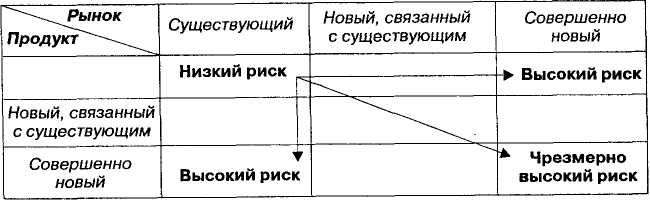 Рынок
Продукт
Существующий
Новый, связанный
с существующим
Совершенно
новый
Низкий риск
Высокий риск
Новый, связанный
с существующим
Совершенно
новый
Высокий риск
Чрезмерно
высокий риск